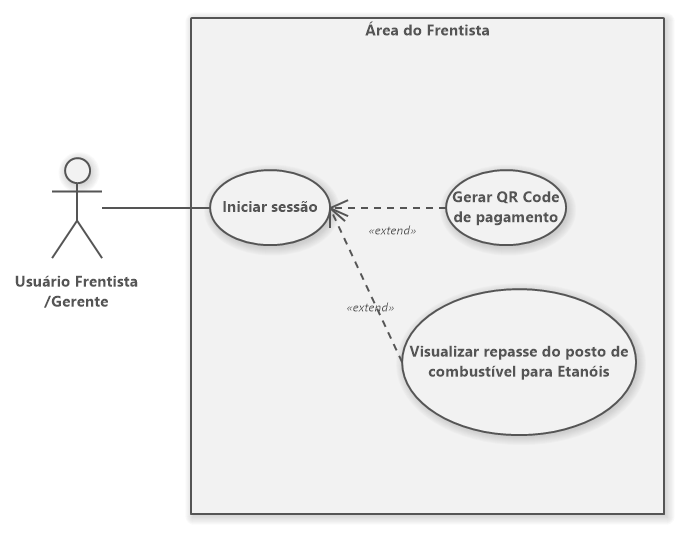 Área do Frentista
Usuário Frentista
/Gerente
Iniciar sessão
Gerar QR Code
de pagamento
«extend»
«extend»
Visualizar repasse do posto de
combustível para Etanóis